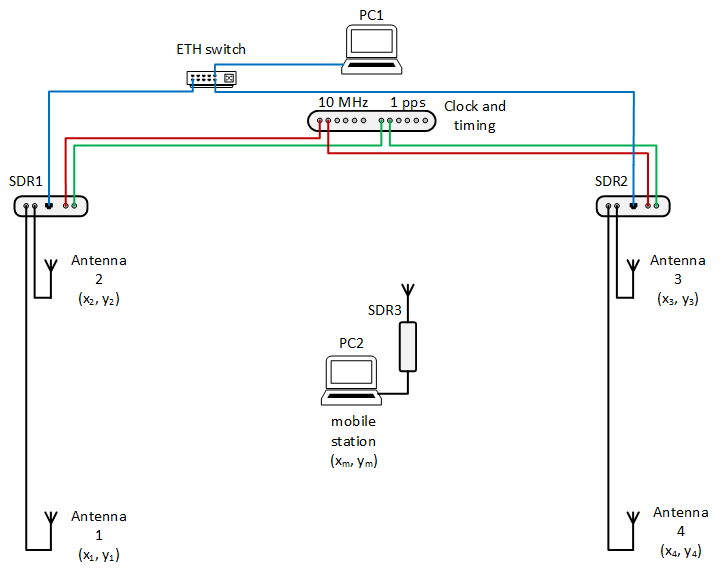 PC1
ETH switch
10 MHz
1 pps
Clock and
timing
SDR1
SDR2
Antenna
2
(x₂, y₂)
Antenna
3
(x₃, y₃)
SDR3
PC2
mobile
station
(xₘ, yₘ)
Antenna
1
(x₁, y₁)
Antenna
4
(x₄, y₄)